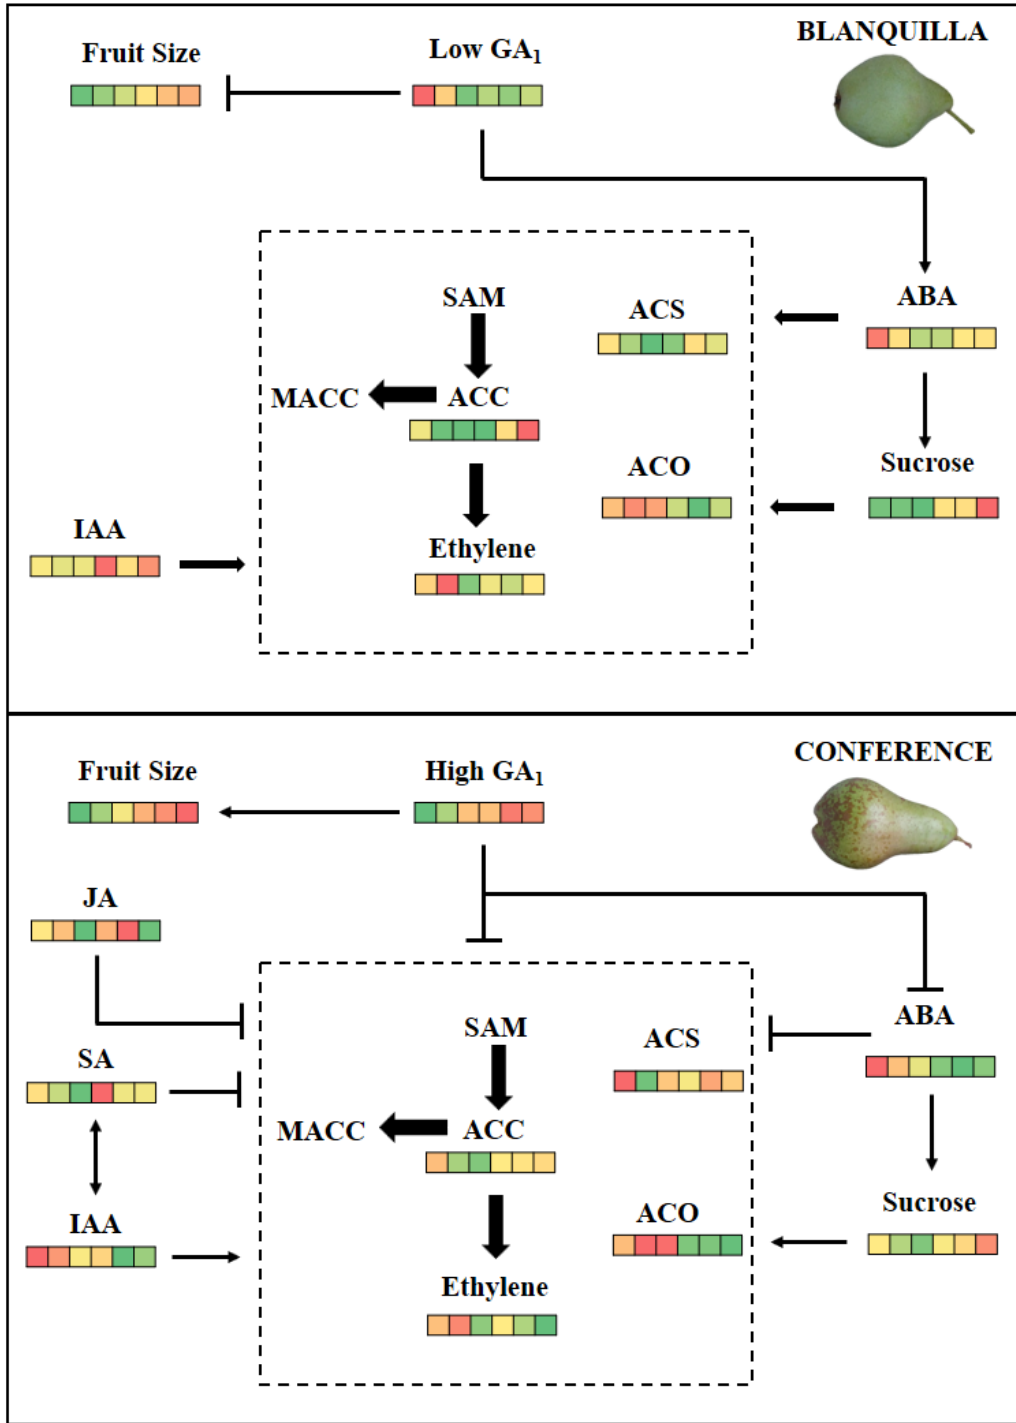 BLANQUILLA
Fruit Size
Low GA1
SAM
ACS
ABA
MACC
ACC
ACO
Sucrose
IAA
Ethylene
CONFERENCE
Fruit Size
High GA1
JA
SAM
ACS
ABA
SA
MACC
ACC
ACO
Sucrose
IAA
Ethylene